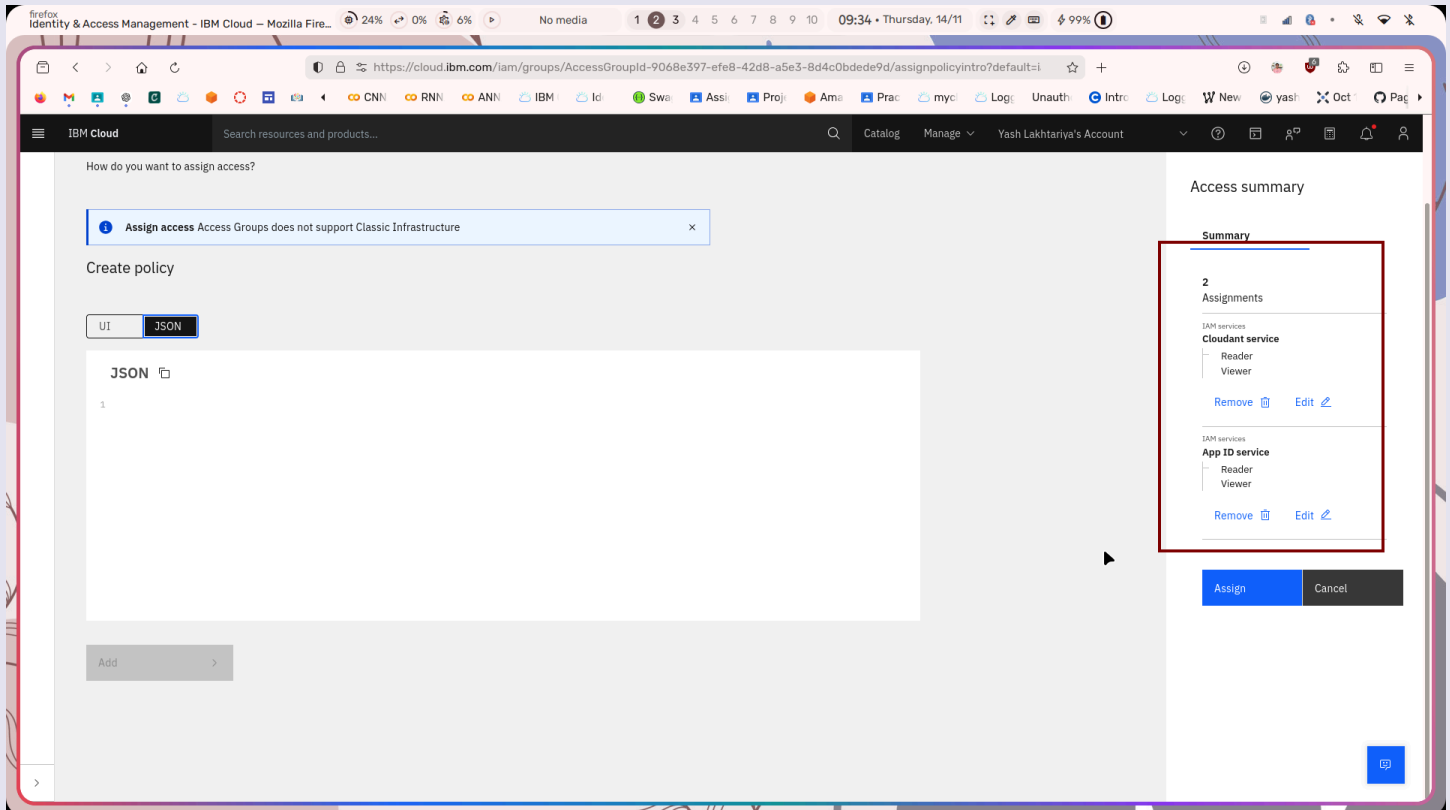 firefox
Identity & Access Management - IBM Cloud — Mozilla Fire...
24% 0% 6% No media 1 2 3 4 5 6 7 8 9 10 09:34 • Thursday, 14/11 99%
https://cloud.ibm.com/iam/groups/AccessGroupId-9068e397-efe8-42d8-a5e3-8d4c0bdede9d/assignpolicyintro?default=i
CNN RNN ANN IBM Id Swa Assi Proj Ama Prac myc Log Unauth Intro Log New yash Oct Pag
IBM Cloud Search resources and products... Catalog Manage Yash Lakhtariya's Account
How do you want to assign access?
Assign access Access Groups does not support Classic Infrastructure
Create policy
UI JSON
JSON
1
Add
Access summary
Summary
2
Assignments
IAM services
Cloudant service
Reader
Viewer
Remove Edit
IAM services
App ID service
Reader
Viewer
Remove Edit
Assign Cancel